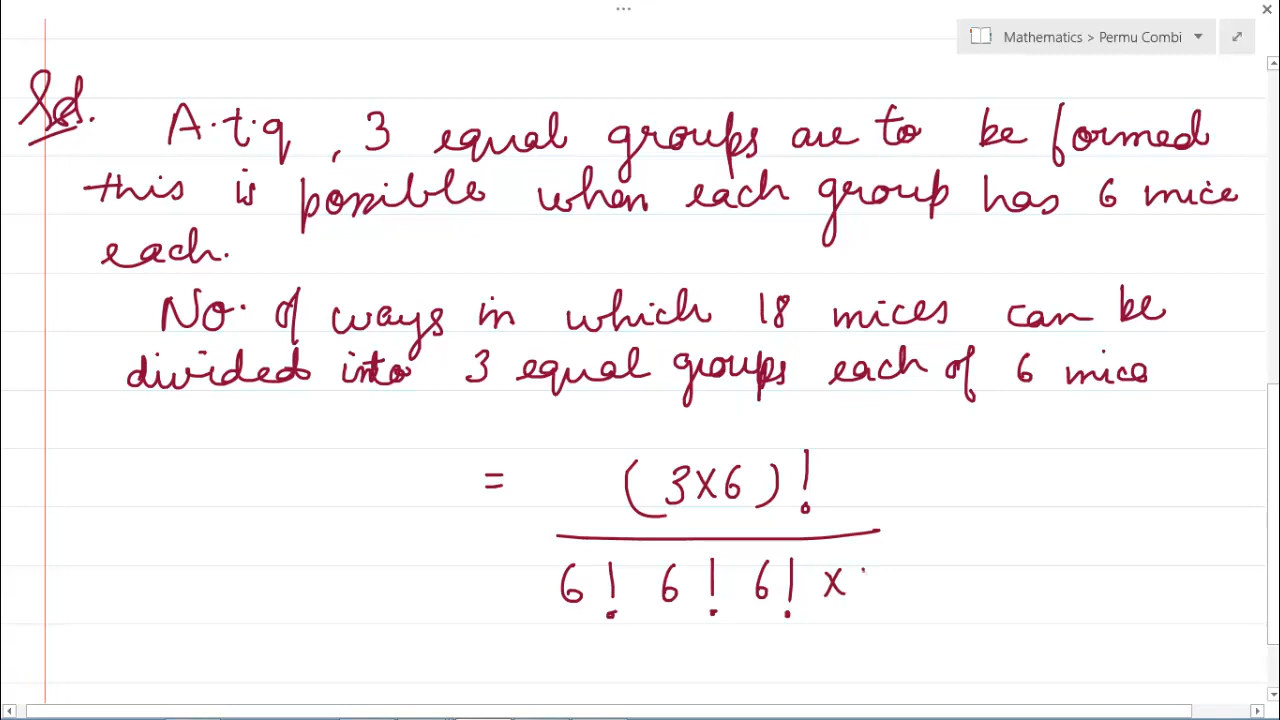 Mathematics > Permu Combi
Sol.
A.t.q, 3 equal groups are to be formed
this is possible when each group has 6 mice
each.
No. of ways in which 18 mices can be
divided into 3 equal groups each of 6 mice
= (3x6)!
6! 6! 6! x